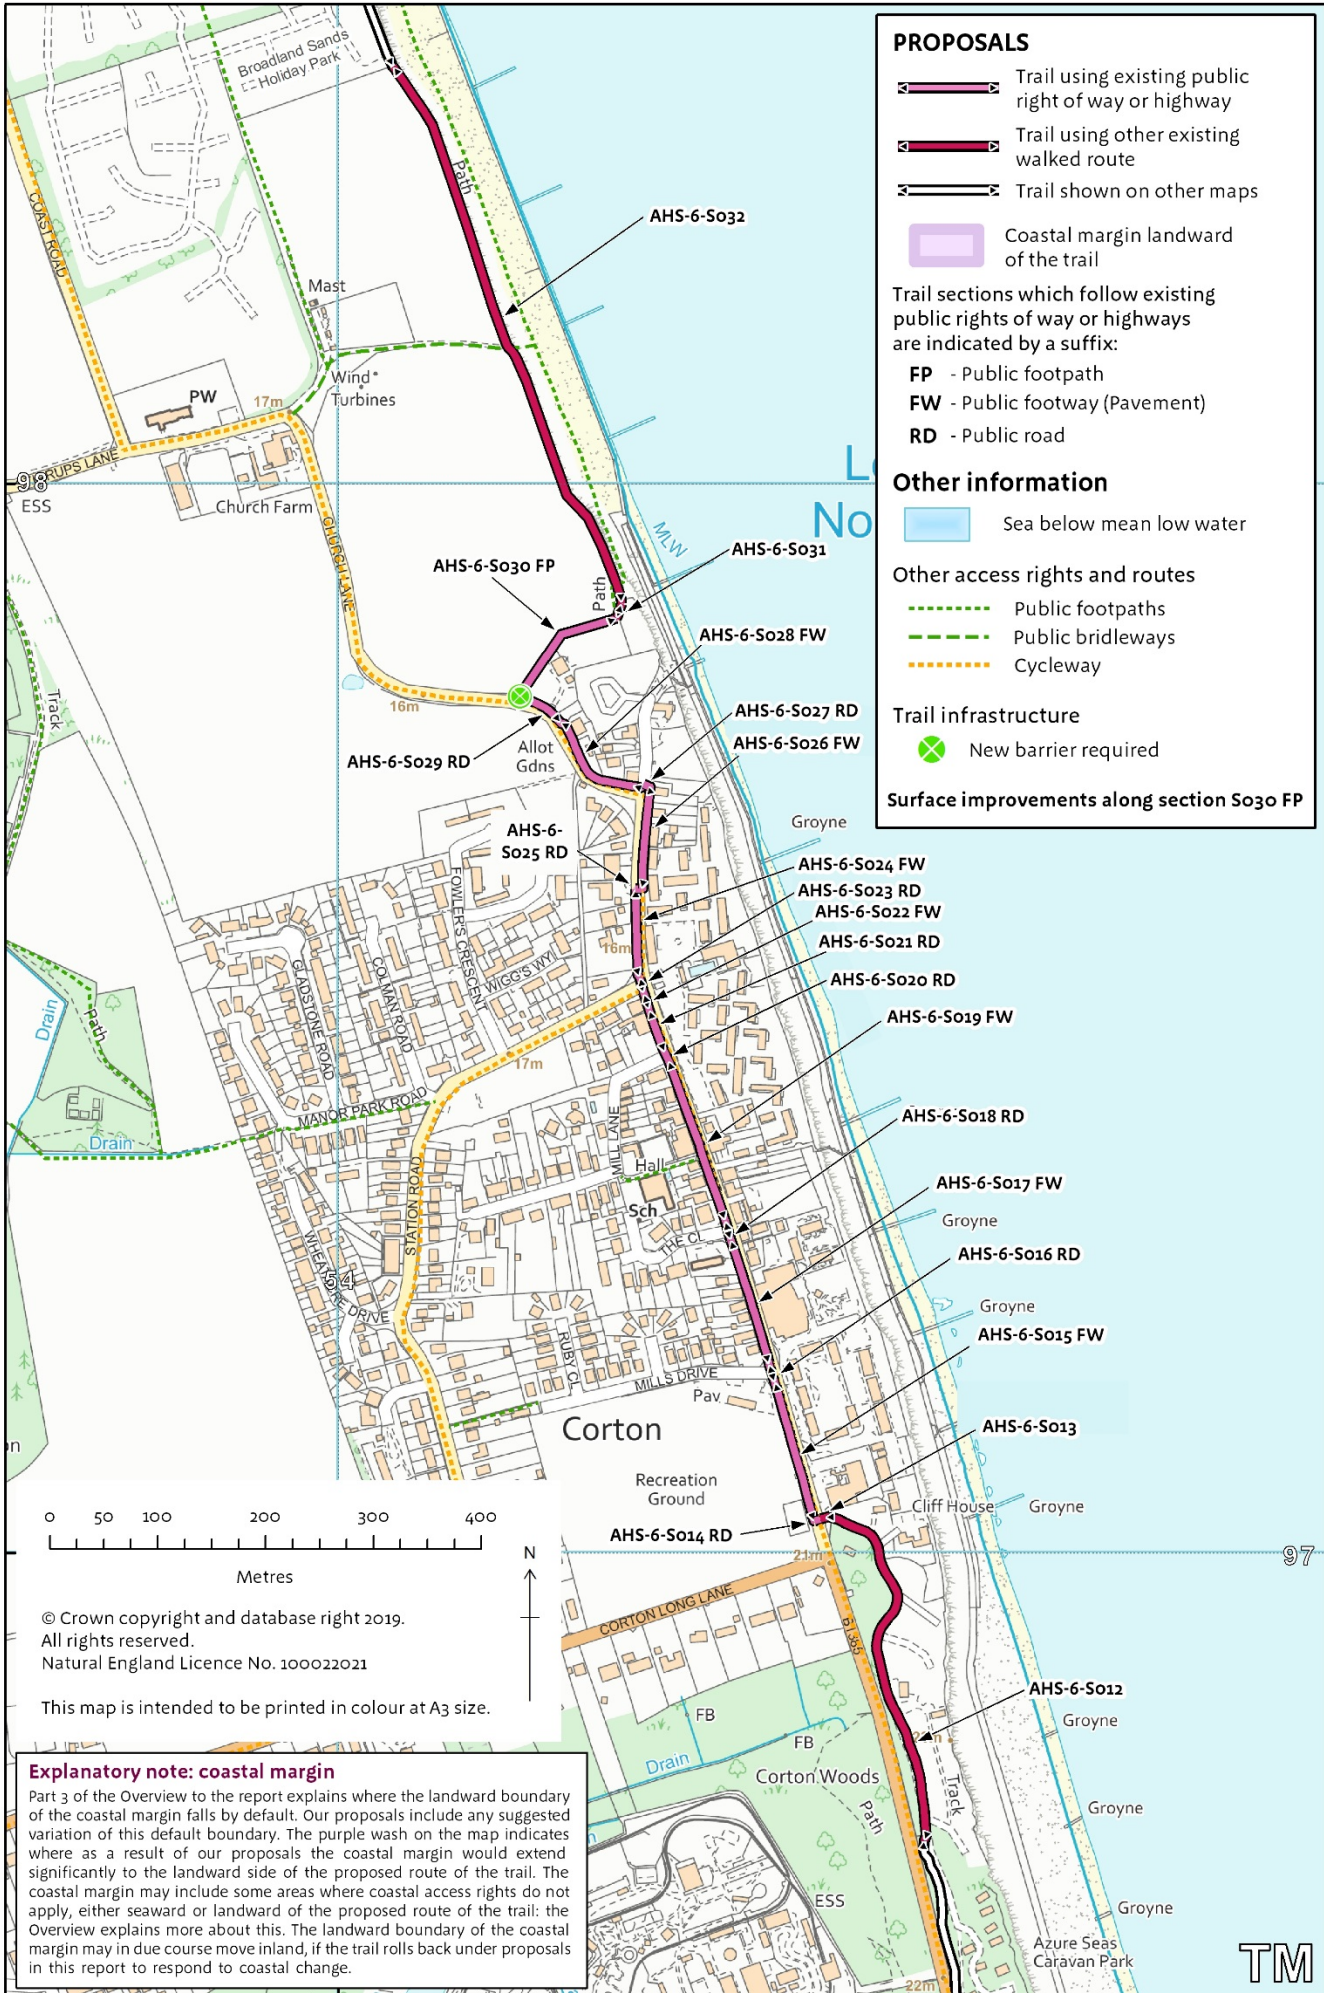 PROPOSALS
Trail using existing public
right of way or highway
Trail using other existing
walked route
Trail shown on other maps
Coastal margin landward
of the trail
Trail sections which follow existing
public rights of way or highways
are indicated by a suffix:
FP - Public footpath
FW - Public footway (Pavement)
RD - Public road
Other information
Sea below mean low water
Other access rights and routes
Public footpaths
Public bridleways
Cycleway
Trail infrastructure
New barrier required
Surface improvements along section S030 FP
Broadland Sands
Holiday Park
COAST ROAD
Path
AHS-6-S032
Mast
Wind
Turbines
PW
17m
98
ESS
Church Farm
CHURCH LANE
MLW
No
AHS-6-S031
AHS-6-S030 FP
Path
AHS-6-S028 FW
Track
16m
AHS-6-S027 RD
AHS-6-S026 FW
AHS-6-S029 RD
Allot
Gdns
Groyne
AHS-6-
S025 RD
AHS-6-S024 FW
AHS-6-S023 RD
AHS-6-S022 FW
AHS-6-S021 RD
AHS-6-S020 RD
AHS-6-S019 FW
FOWLER'S CRESCENT
16m
WIGG'S WY
GLADSTONE ROAD
COLMAN ROAD
Drain
Path
17m
MANOR PARK ROAD
MILL LANE
Drain
AHS-6-S018 RD
Hall
Sch
THE CL
AHS-6-S017 FW
Groyne
STATION ROAD
AHS-6-S016 RD
54
Groyne
AHS-6-S015 FW
RUBY CL
MILLS DRIVE
Pav
Corton
AHS-6-S013
Recreation
Ground
Cliff House
Groyne
AHS-6-S014 RD
21m
97
CORTON LONG LANE
B1385
AHS-6-S012
Groyne
FB
FB
Drain
Corton Woods
Path
Track
Groyne
ESS
Groyne
Azure Seas
Caravan Park
22m
TM
0 50 100 200 300 400
Metres
N
© Crown copyright and database right 2019.
All rights reserved.
Natural England Licence No. 100022021
This map is intended to be printed in colour at A3 size.
Explanatory note: coastal margin
Part 3 of the Overview to the report explains where the landward boundary
of the coastal margin falls by default. Our proposals include any suggested
variation of this default boundary. The purple wash on the map indicates
where as a result of our proposals the coastal margin would extend
significantly to the landward side of the proposed route of the trail. The
coastal margin may include some areas where coastal access rights do not
apply, either seaward or landward of the proposed route of the trail: the
Overview explains more about this. The landward boundary of the coastal
margin may in due course move inland, if the trail rolls back under proposals
in this report to respond to coastal change.